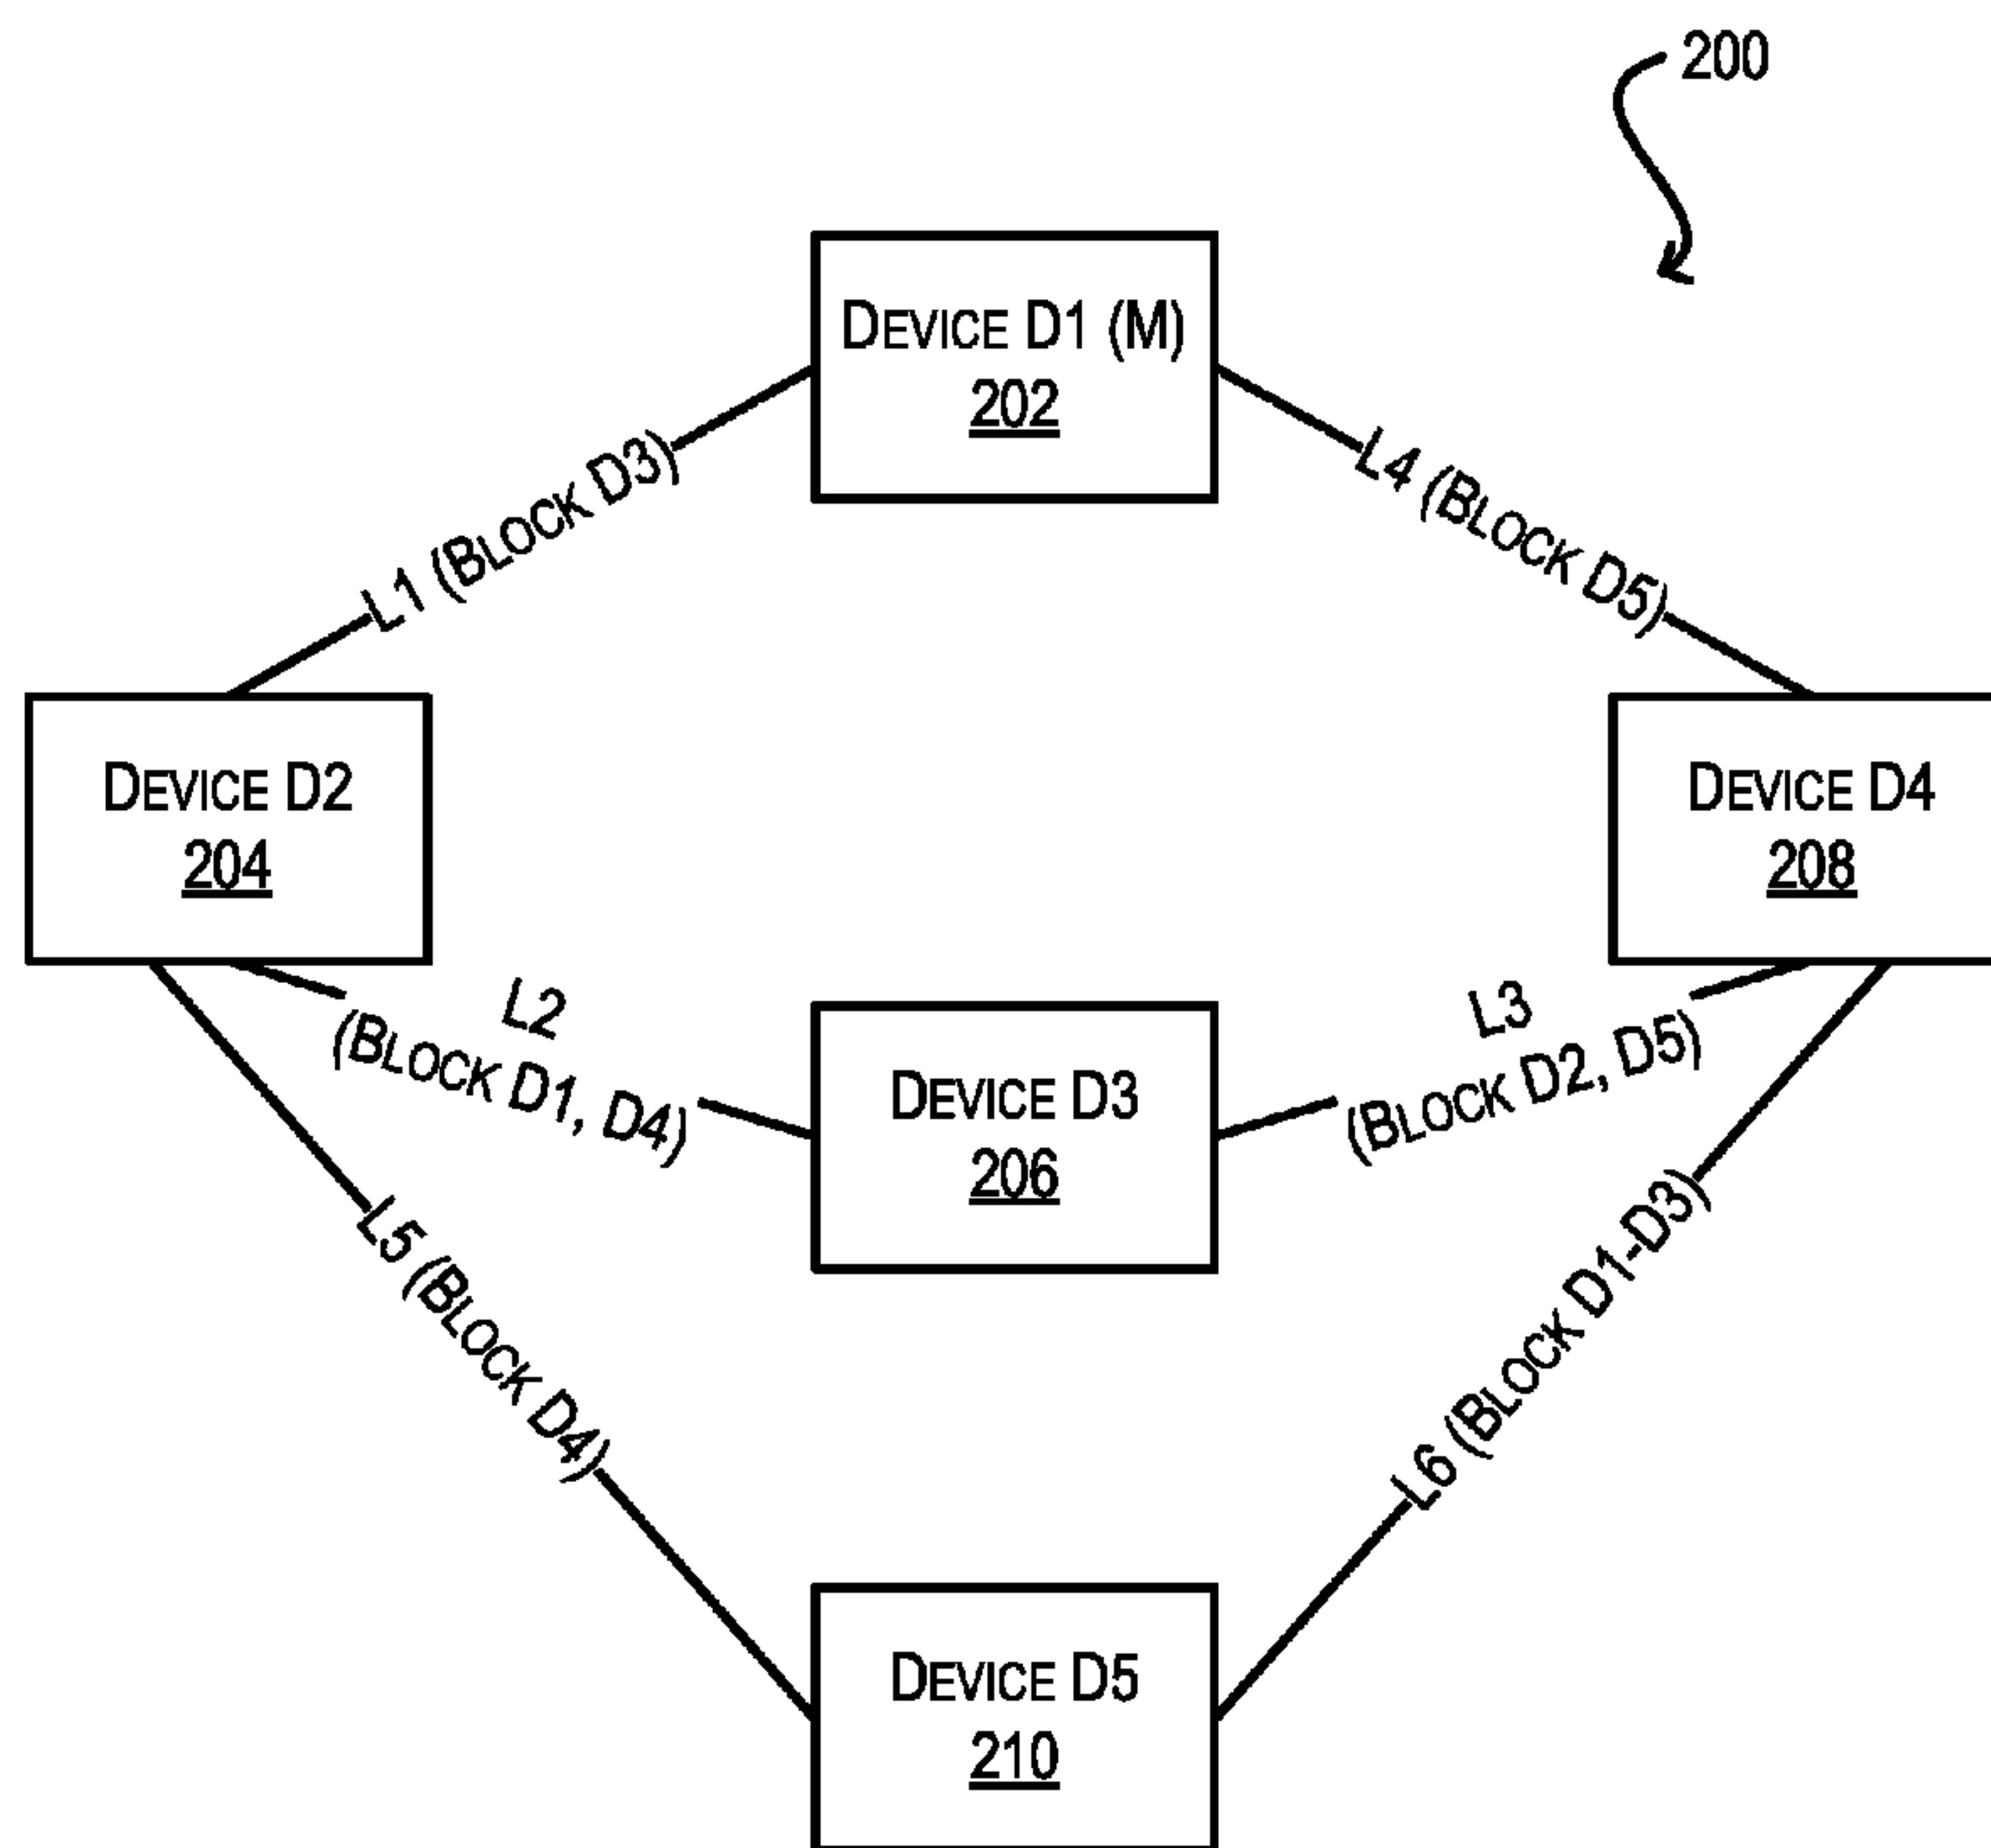 200
DEVICE D1 (M)
202
L1 (BLOCK D3)
L4 (BLOCK D5)
DEVICE D2
204
DEVICE D4
208
L2
(BLOCK D1, D4)
L3
(BLOCK D2, D5)
DEVICE D3
206
L5 (BLOCK D4)
L6 (BLOCK D1-D3)
DEVICE D5
210